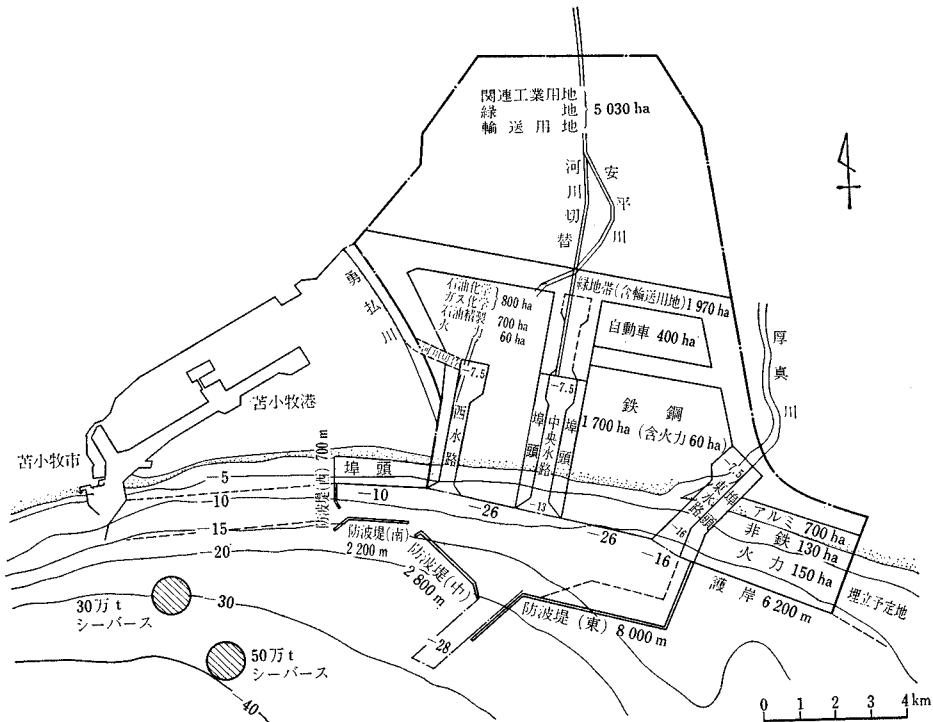 関連工業用地
緑地
輸送用地
5 030 ha
河川切替
安平川
勇払川
石油化学
ガス化学
800 ha
石油精製 700 ha
火力 60 ha
緑地帯(含輸送用地)1 970 ha
自動車 400 ha
厚真川
鉄鋼
1 700 ha (含火力 60 ha)
-7.5
西水路
-7.5
埠頭
中央水路
埠頭
-13
-7.5
東水路
埠頭
-16
苫小牧港
苫小牧市
防波堤(西) 700 m
埠頭
-5
-10
-15
-20
-10
-26
-26
-16
アルミ 700 ha
非鉄 130 ha
火力 150 ha
護岸 6 200 m
埋立予定地
防波堤(南)
2 200 m
防波堤(中)
2 800 m
防波堤(東) 8 000 m
-28
30万 t
シーバース
-30
50万 t
シーバース
-40
0 1 2 3 4 km